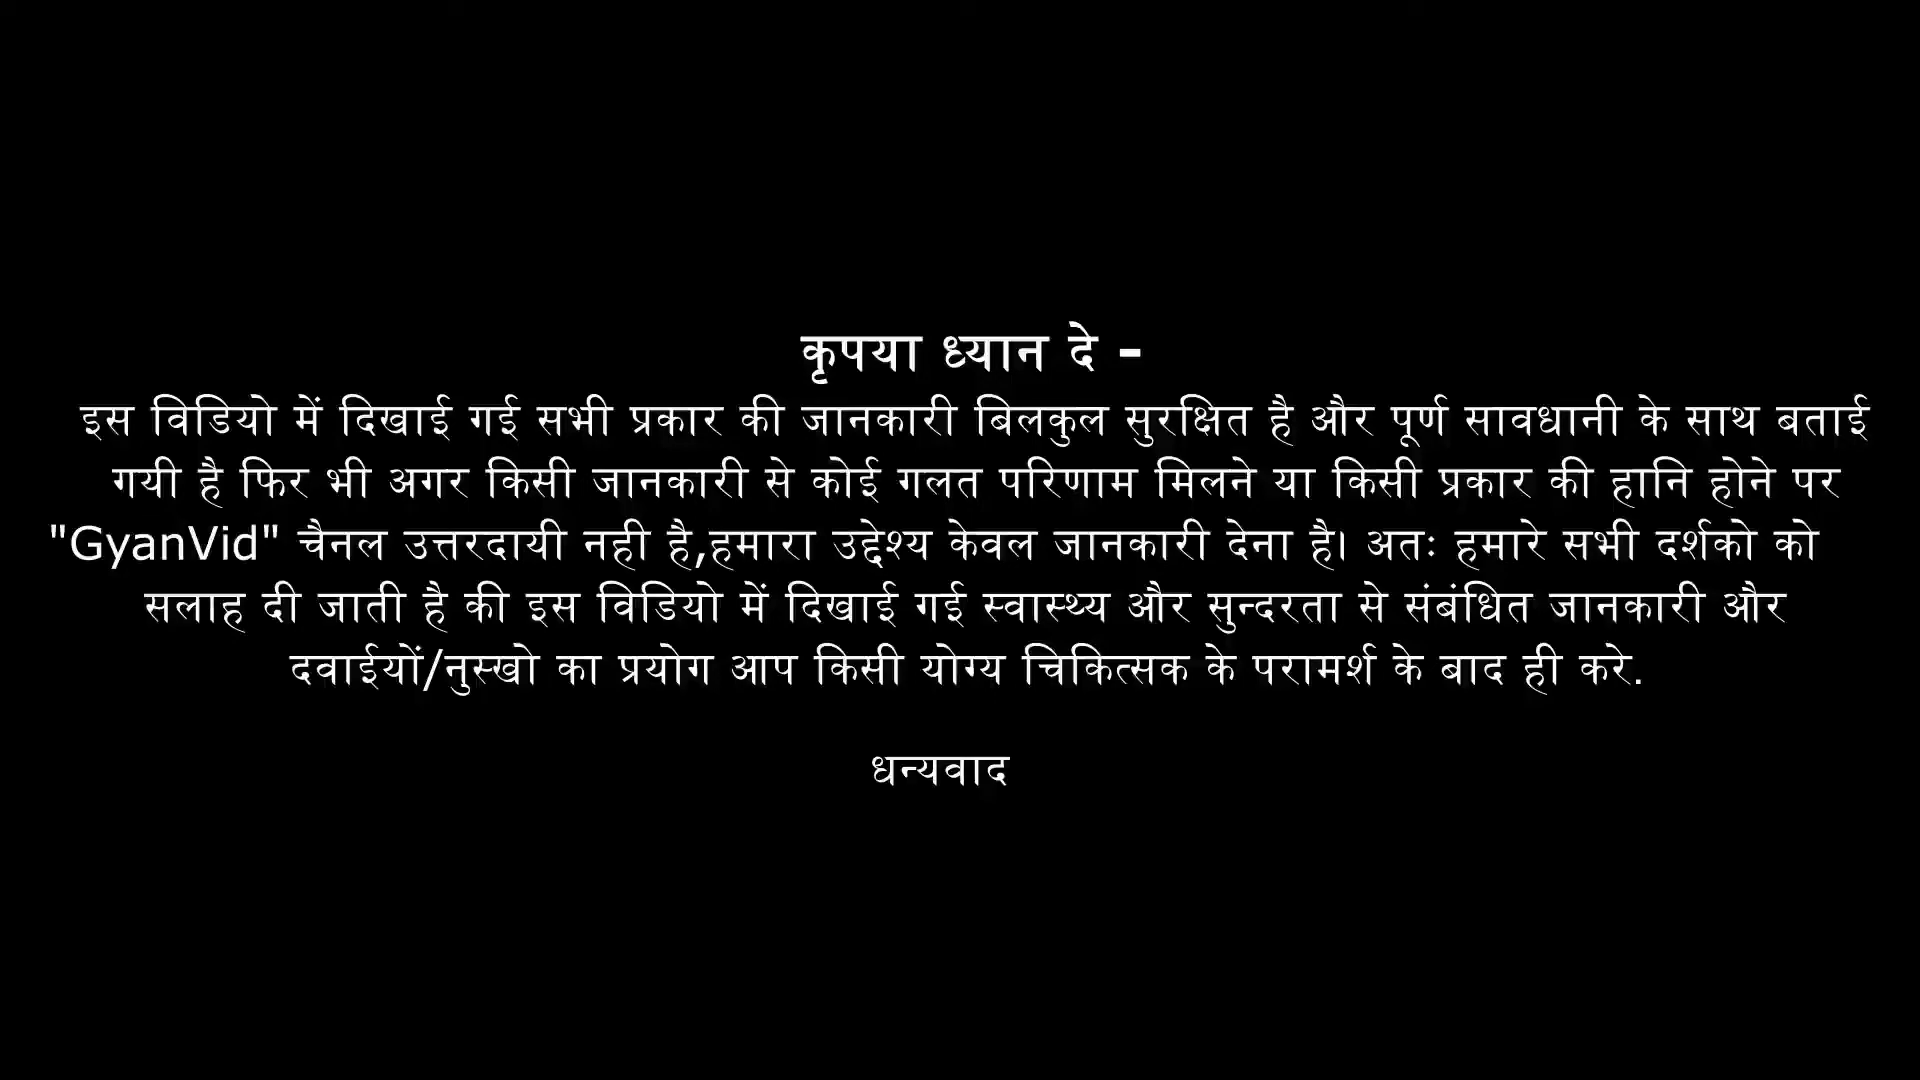 कृपया ध्यान दे -
इस विडियो में दिखाई गई सभी प्रकार की जानकारी बिलकुल सुरक्षित है और पूर्ण सावधानी के साथ बताई
गयी है फिर भी अगर किसी जानकारी से कोई गलत परिणाम मिलने या किसी प्रकार की हानि होने पर
"GyanVid" चैनल उत्तरदायी नही है,हमारा उद्देश्य केवल जानकारी देना है। अतः हमारे सभी दर्शको को
सलाह दी जाती है की इस विडियो में दिखाई गई स्वास्थ्य और सुन्दरता से संबंधित जानकारी और
दवाईयों/नुस्खो का प्रयोग आप किसी योग्य चिकित्सक के परामर्श के बाद ही करे.
धन्यवाद